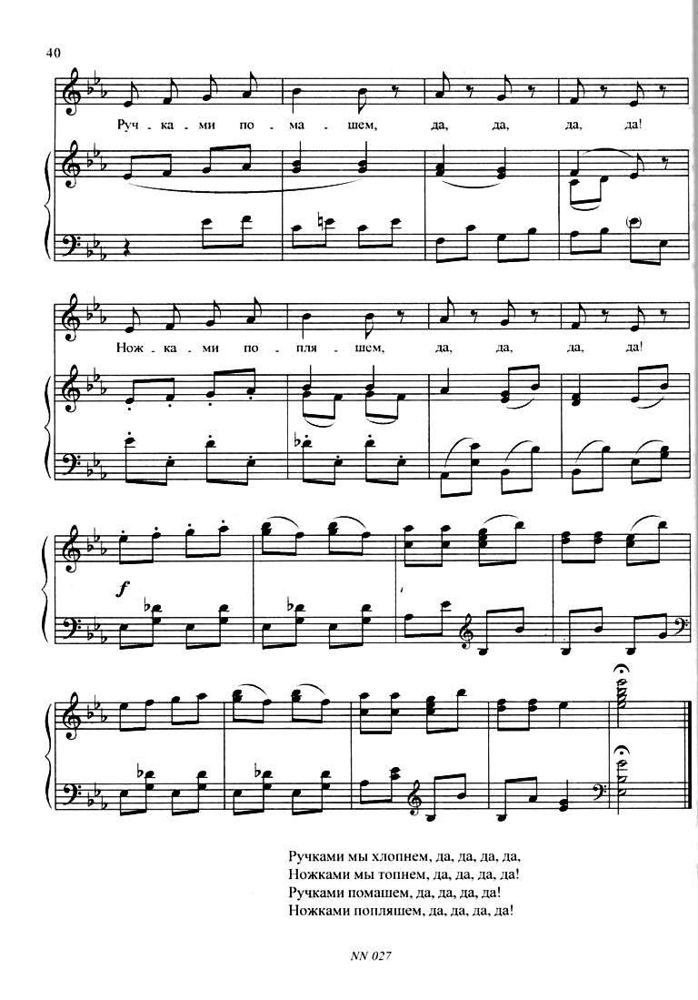 40
Руч - ка - ми по - ма - шем, да, да, да, да!
Нож - ка - ми по - пля - шем, да, да, да, да!
f
Ручками мы хлопнем, да, да, да, да,
Ножками мы топнем, да, да, да, да!
Ручками помашем, да, да, да, да!
Ножками попляшем, да, да, да, да!
NN 027